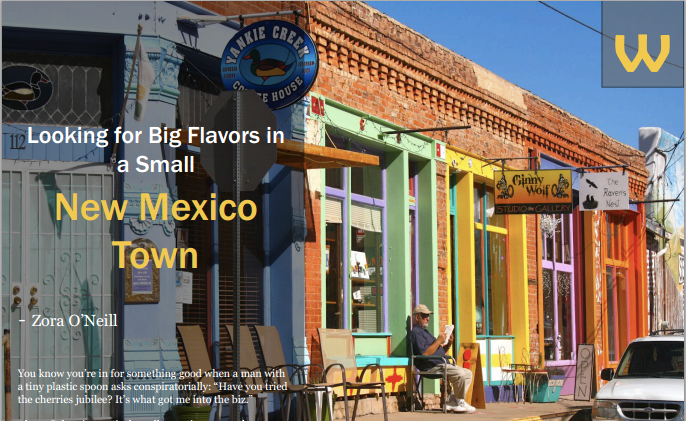 YANKIE CREEK
COFFEE HOUSE
W
112
Looking for Big Flavors in
a Small
New Mexico
Town
Ginny
Wolf
STUDIO & GALLERY
The
Ravens
Nest
- Zora O'Neill
OPEN
You know you're in for something good when a man with
a tiny plastic spoon asks conspiratorially: "Have you tried
the cherries jubilee? It's what got me into the biz."